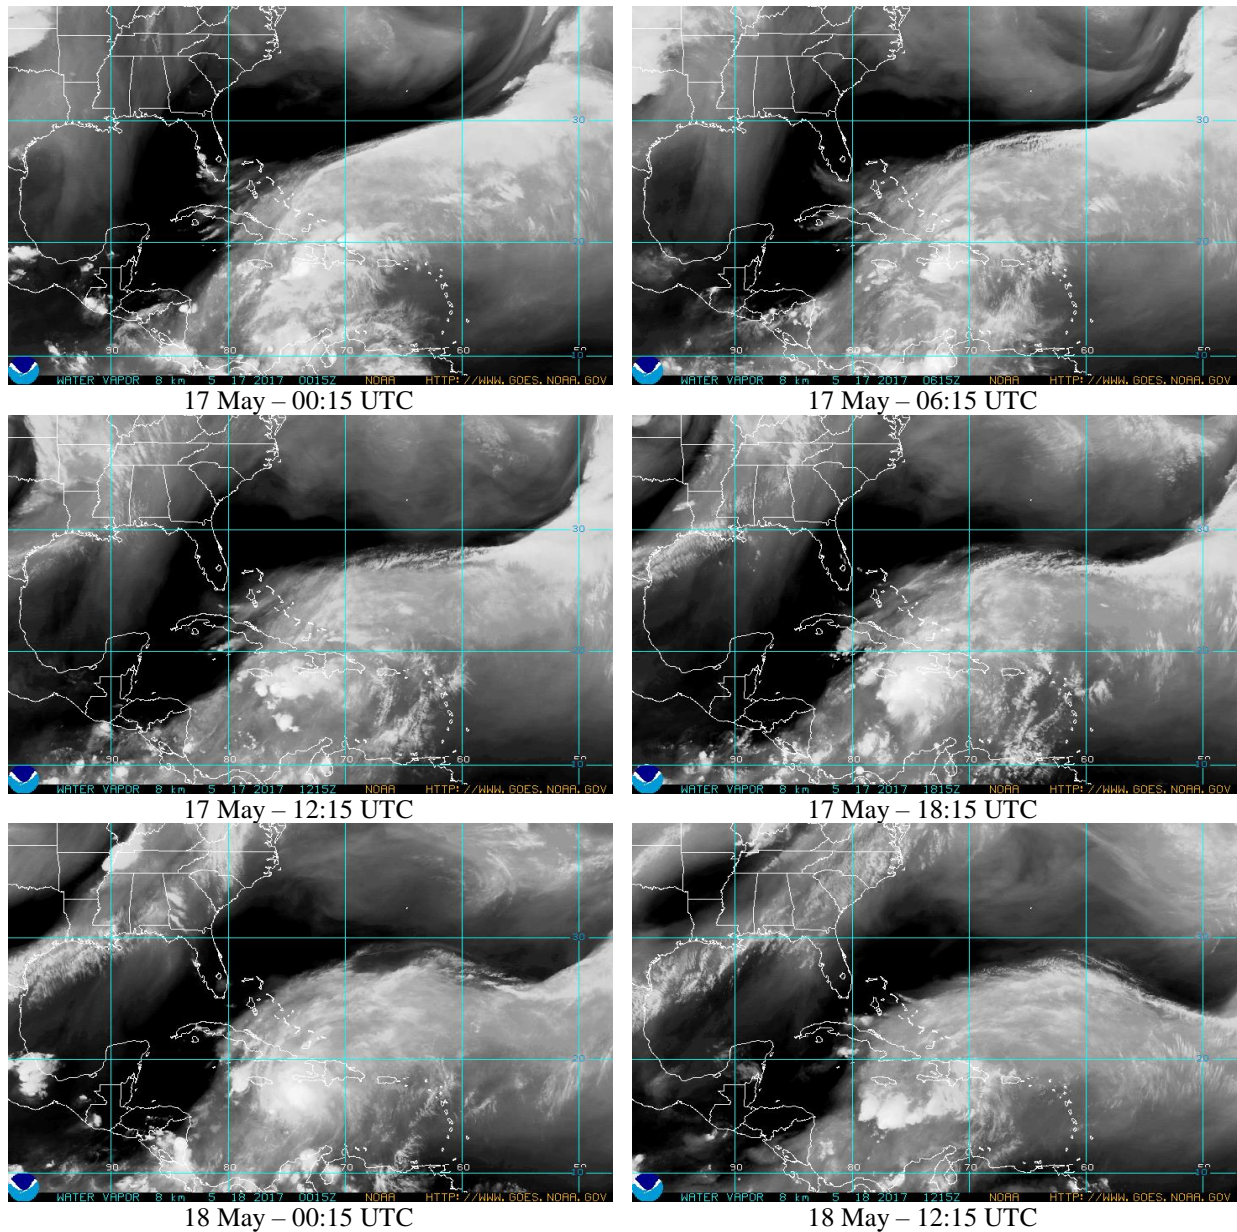 30
20
90 80 70 60 50
10
WATER VAPOR 8 km 5 17 2017 0015Z NOAA HTTP://WWW.GOES.NOAA.GOV
30
20
90 80 70 60 50
10
WATER VAPOR 8 km 5 17 2017 0615Z NOAA HTTP://WWW.GOES.NOAA.GOV
17 May – 00:15 UTC
17 May – 06:15 UTC
30
20
90 80 70 60 50
10
WATER VAPOR 8 km 5 17 2017 1215Z NOAA HTTP://WWW.GOES.NOAA.GOV
30
20
90 80 70 60 50
10
WATER VAPOR 8 km 5 17 2017 1815Z NOAA HTTP://WWW.GOES.NOAA.GOV
17 May – 12:15 UTC
17 May – 18:15 UTC
30
20
90 80 70 60 50
10
WATER VAPOR 8 km 5 18 2017 0015Z NOAA HTTP://WWW.GOES.NOAA.GOV
30
20
90 80 70 60 50
10
WATER VAPOR 8 km 5 18 2017 1215Z NOAA HTTP://WWW.GOES.NOAA.GOV
18 May – 00:15 UTC
18 May – 12:15 UTC